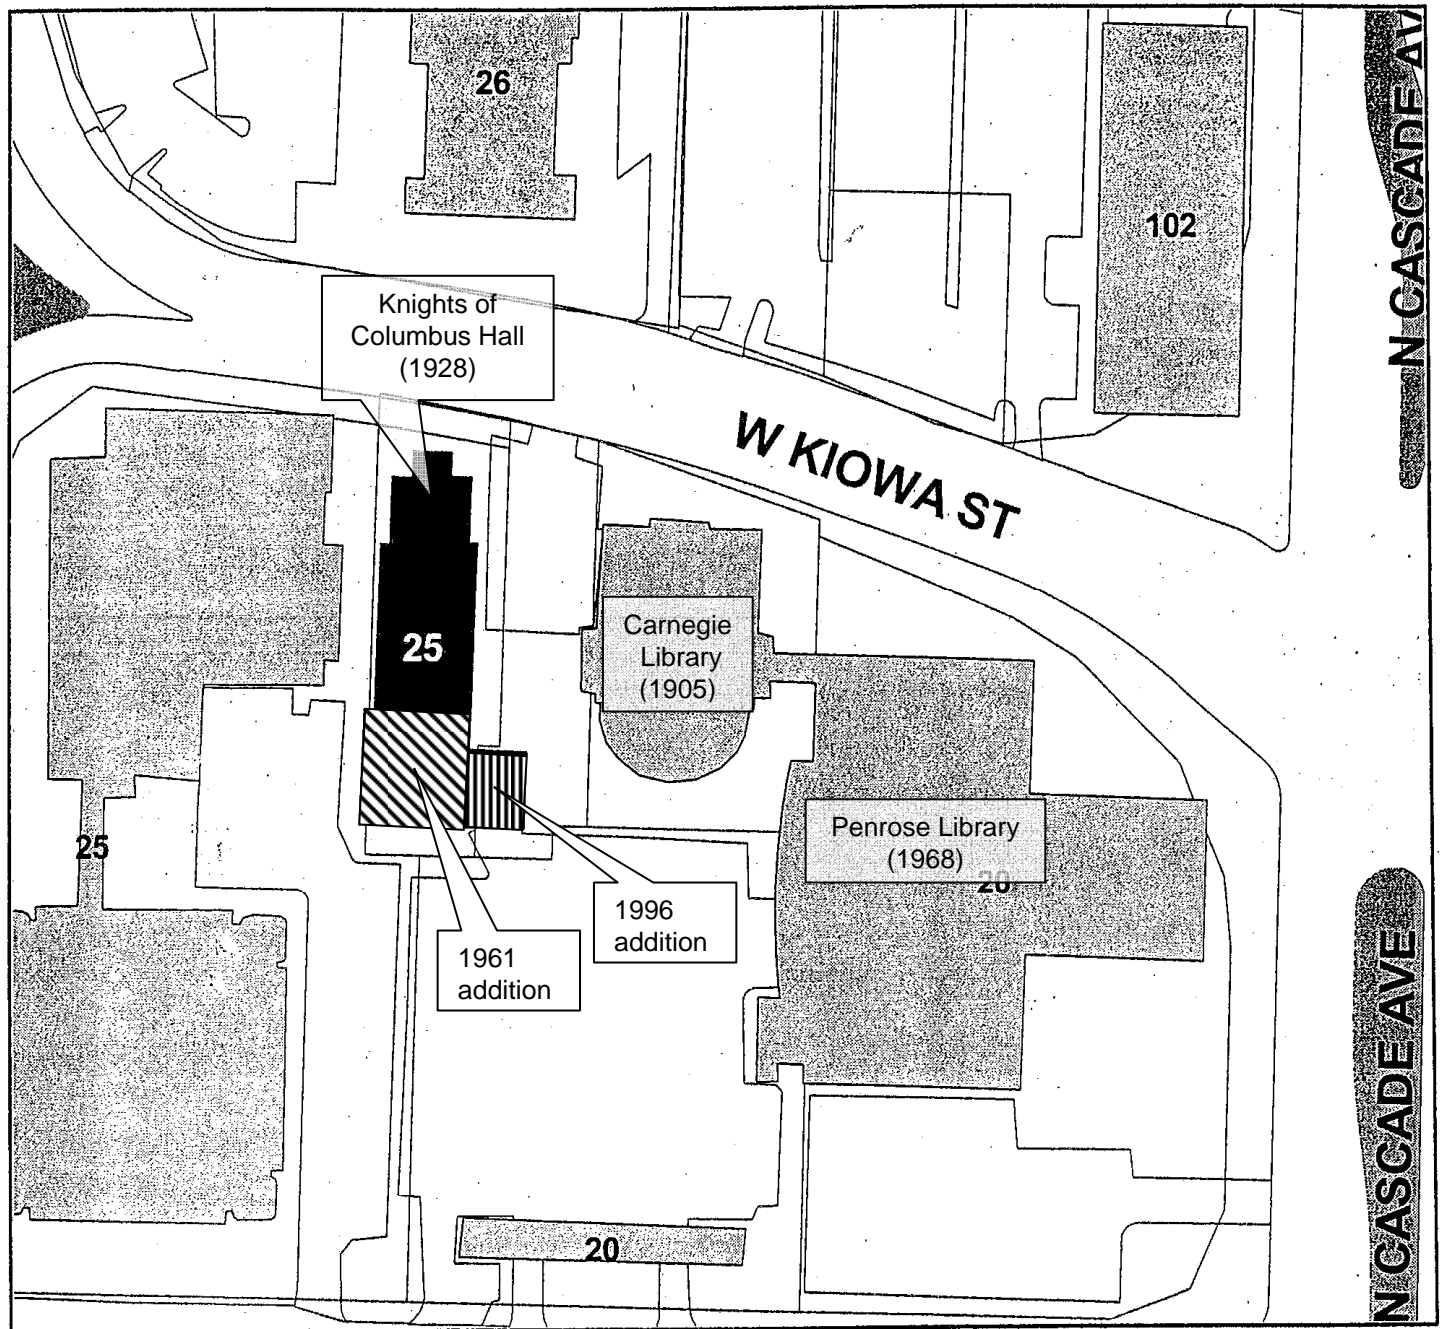 26
102
N CASCADE AV
Knights of
Columbus Hall
(1928)
W KIOWA ST
25
Carnegie
Library
(1905)
Penrose Library
(1968)
20
25
1996
addition
1961
addition
N CASCADE AVE
20